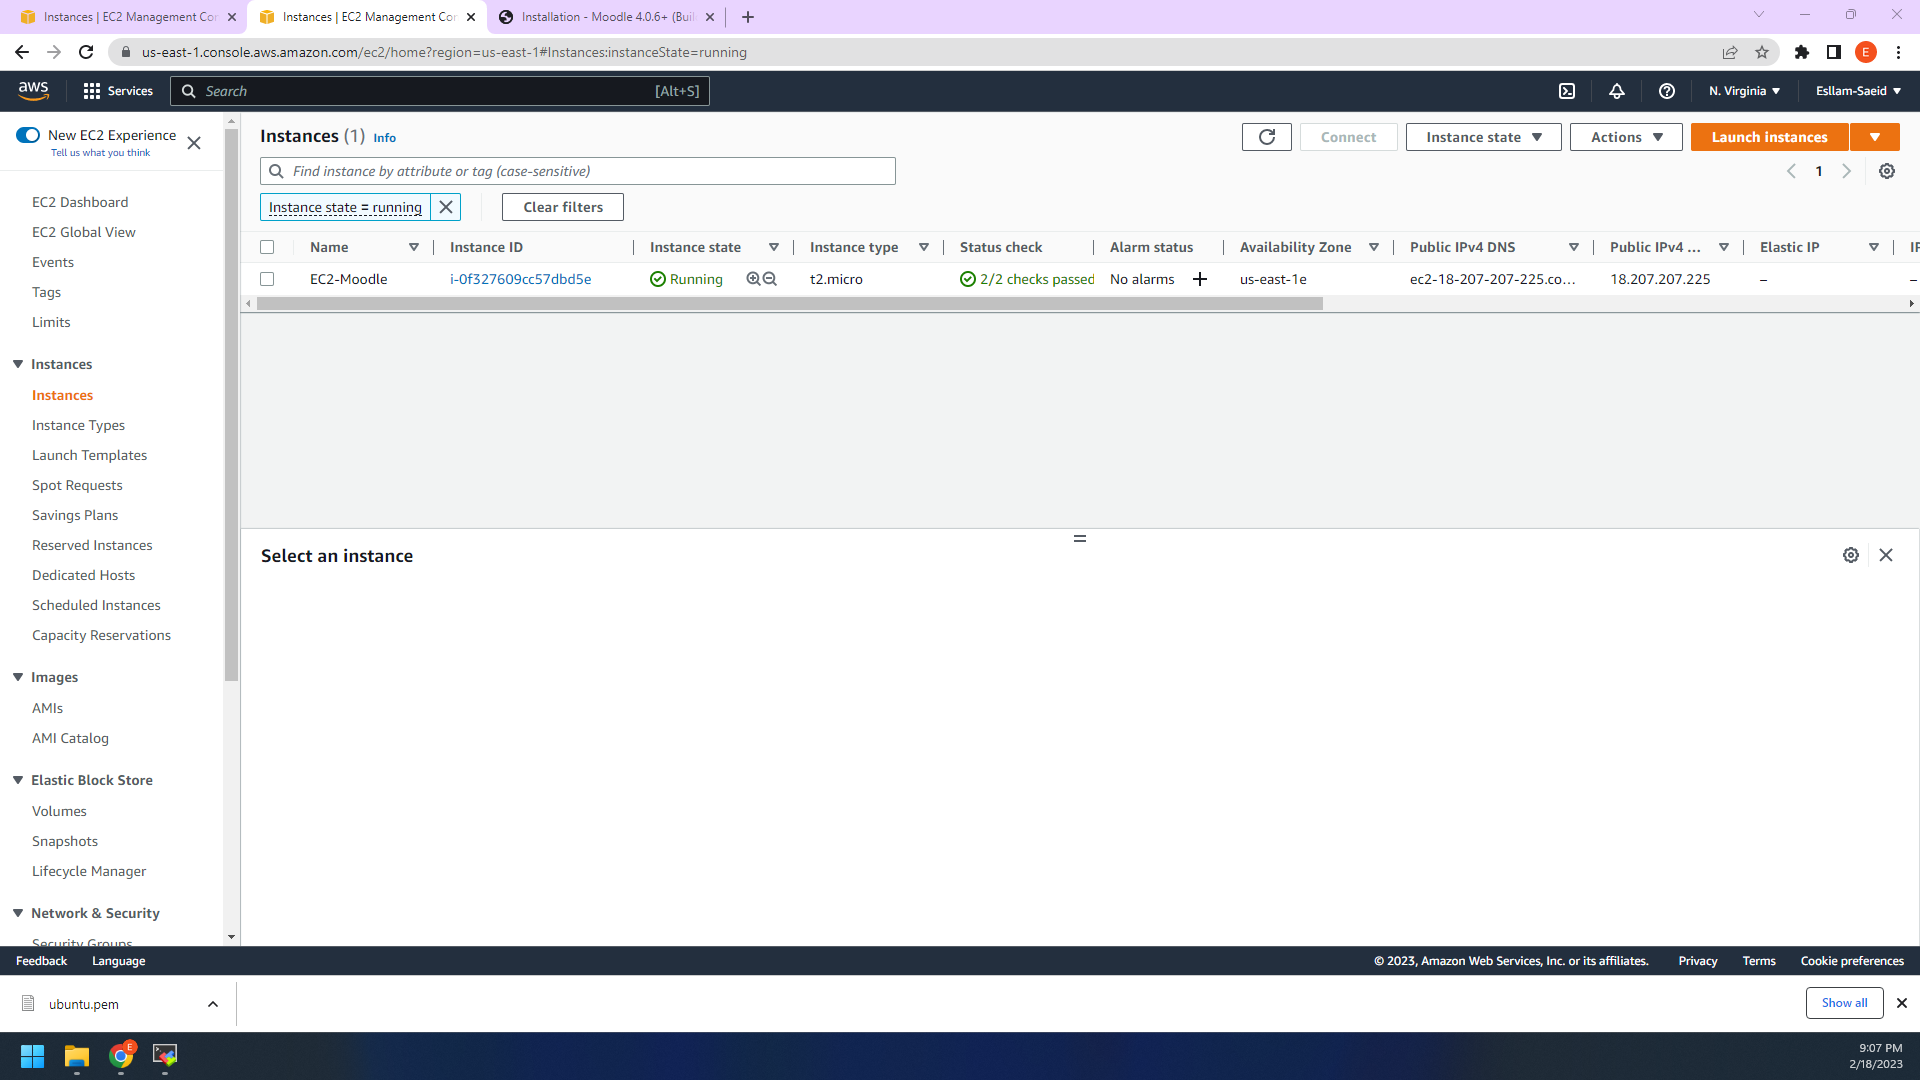 Instances | EC2 Management Con
Instances | EC2 Management Con
Installation - Moodle 4.0.6+ (Buil
us-east-1.console.aws.amazon.com/ec2/home?region=us-east-1#Instances:instanceState=running
E
aws
Services
Search
[Alt+S]
N. Virginia
Esllam-Saeid
New EC2 Experience
Tell us what you think
EC2 Dashboard
EC2 Global View
Events
Tags
Limits
Instances
Instances
Instance Types
Launch Templates
Spot Requests
Savings Plans
Reserved Instances
Dedicated Hosts
Scheduled Instances
Capacity Reservations
Images
AMIs
AMI Catalog
Elastic Block Store
Volumes
Snapshots
Lifecycle Manager
Network & Security
Security Groups
Instances (1) Info
Connect
Instance state
Actions
Launch instances
Find instance by attribute or tag (case-sensitive)
1
Instance state = running
Clear filters
Name Instance ID Instance state Instance type Status check Alarm status Availability Zone Public IPv4 DNS Public IPv4 ... Elastic IP IP
EC2-Moodle i-0f327609cc57dbd5e Running t2.micro 2/2 checks passed No alarms + us-east-1e ec2-18-207-207-225.co... 18.207.207.225 – –
Select an instance
Feedback Language
© 2023, Amazon Web Services, Inc. or its affiliates. Privacy Terms Cookie preferences
ubuntu.pem
Show all
E
9:07 PM
2/18/2023